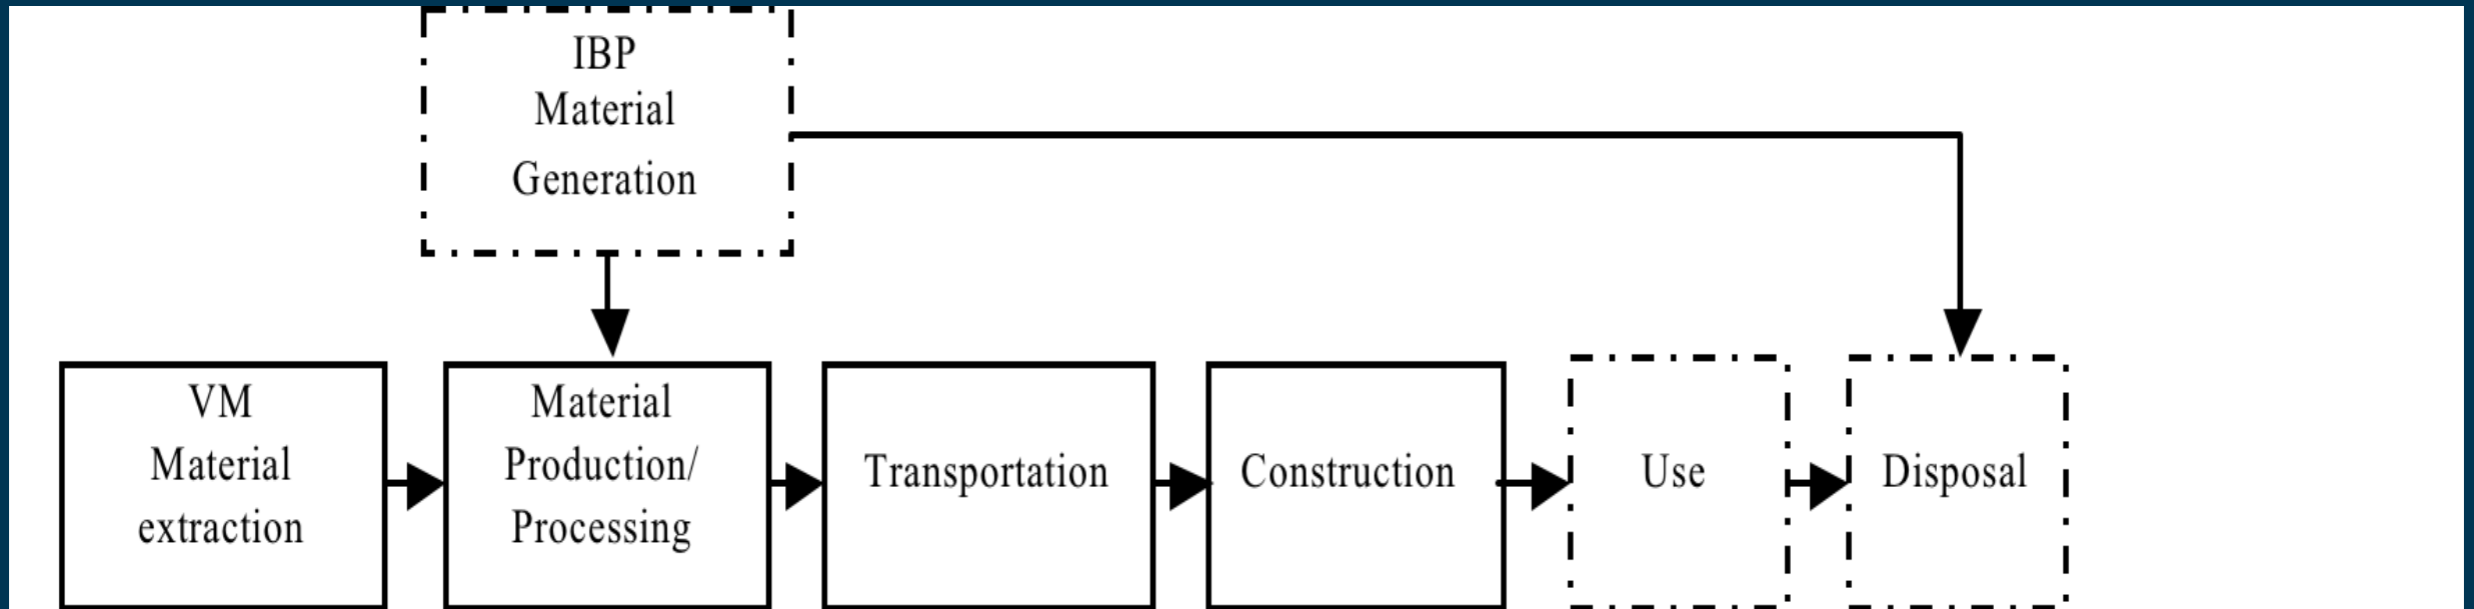 IBP
Material
Generation
VM
Material
extraction
Material
Production/
Processing
Transportation
Construction
Use
Disposal